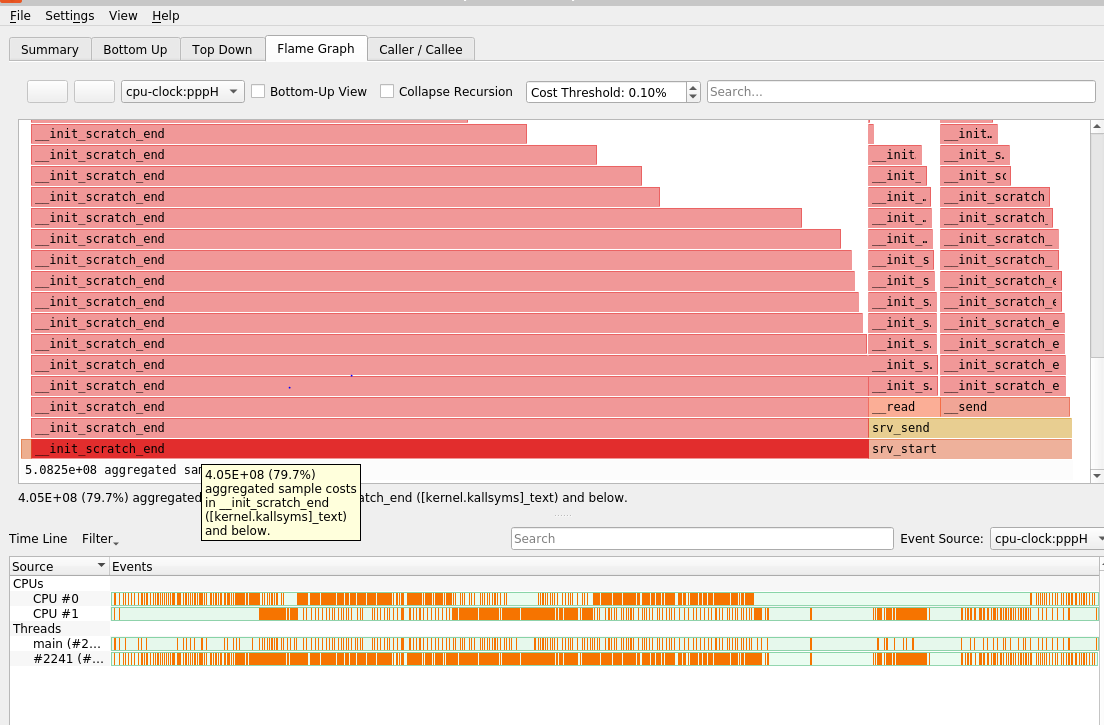 File Settings View Help
Summary Bottom Up Top Down Flame Graph Caller / Callee
cpu-clock:pppH Bottom-Up View Collapse Recursion Cost Threshold: 0.10% Search...
__init_scratch_end __init..
__init_scratch_end __init __init_s.
__init_scratch_end __init_ __init_sc
__init_scratch_end __init_.. __init_scratch
__init_scratch_end __init_.. __init_scratch_
__init_scratch_end __init_.. __init_scratch_
__init_scratch_end __init_s __init_scratch_
__init_scratch_end __init_s __init_scratch_e
__init_scratch_end __init_s. __init_scratch_e
__init_scratch_end __init_s. __init_scratch_e
__init_scratch_end __init_s. __init_scratch_e
__init_scratch_end __init_s. __init_scratch_e
__init_scratch_end __init_s. __init_scratch_e
__init_scratch_end __read __send
__init_scratch_end srv_send
__init_scratch_end srv_start
5.0825e+08 aggregated sa
4.05E+08 (79.7%)
aggregated sample costs
in __init_scratch_end
([kernel.kallsyms]_text)
and below.
4.05E+08 (79.7%) aggregated tch_end ([kernel.kallsyms]_text) and below.
Time Line Filter Search Event Source: cpu-clock:pppH
Source Events
CPUs
CPU #0
CPU #1
Threads
main (#2...
#2241 (#...